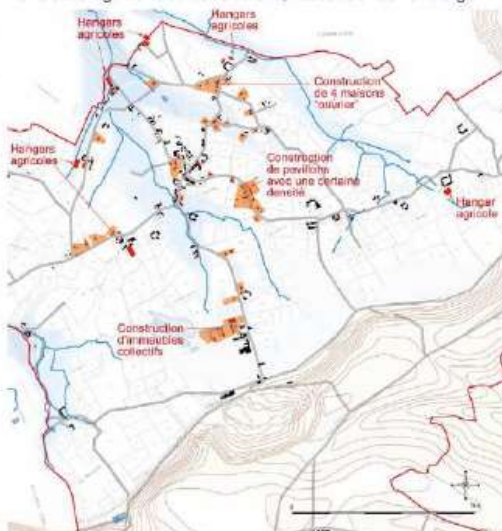 Hangars
agricoles
Hangars
agricoles
Construction
de 4 maisons
"ouvrier"
Hangars
agricoles
Construction
de pavillons
avec une certaine
densité
Hangar
agricole
Construction
d'immeubles
collectifs
0